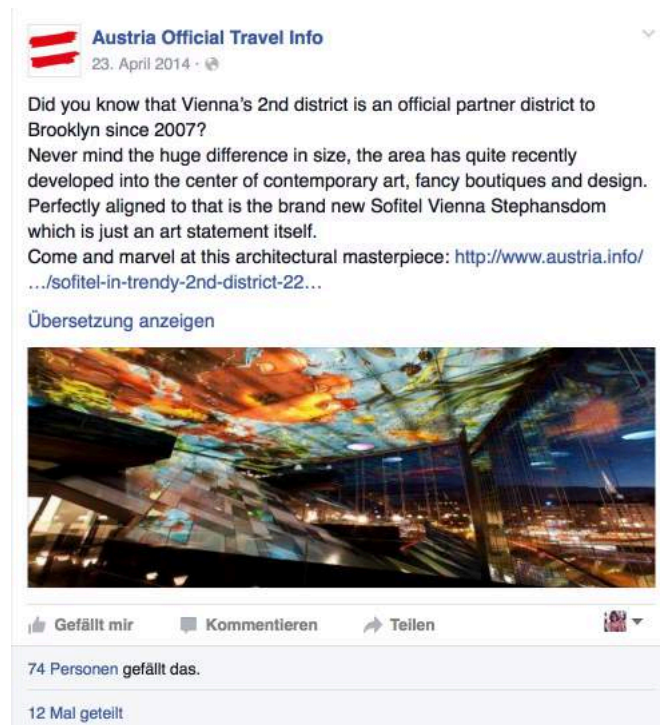 Austria Official Travel Info
23. April 2014 ·
Did you know that Vienna's 2nd district is an official partner district to
Brooklyn since 2007?
Never mind the huge difference in size, the area has quite recently
developed into the center of contemporary art, fancy boutiques and design.
Perfectly aligned to that is the brand new Sofitel Vienna Stephansdom
which is just an art statement itself.
Come and marvel at this architectural masterpiece: http://www.austria.info/
…/sofitel-in-trendy-2nd-district-22…
Übersetzung anzeigen
Gefällt mir Kommentieren Teilen
74 Personen gefällt das.
12 Mal geteilt